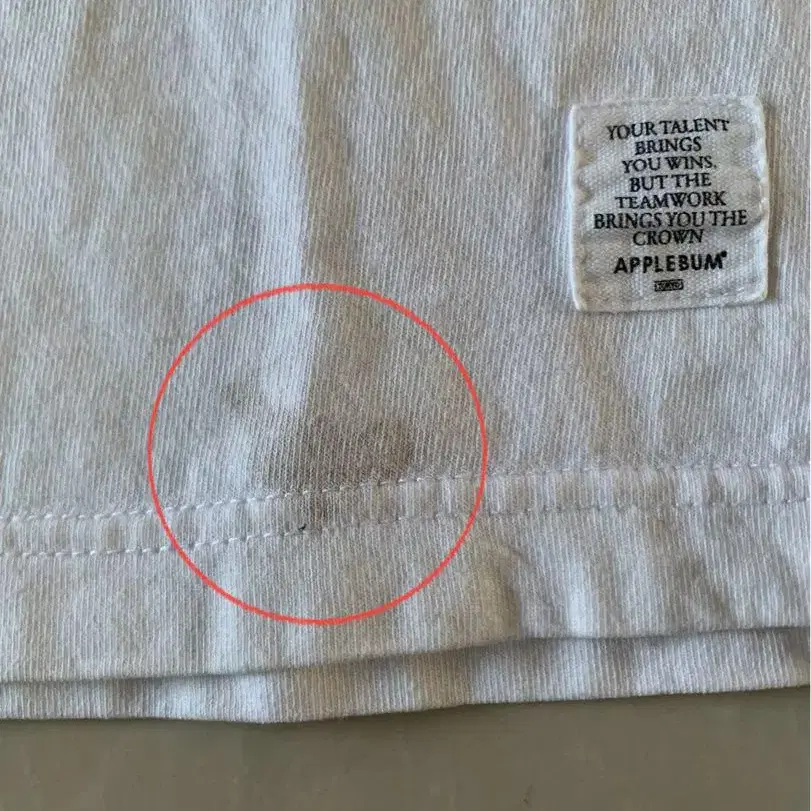 YOUR TALENT
BRINGS
YOU WINS.
BUT THE
TEAMWORK
BRINGS YOU THE
CROWN
APPLEBUM